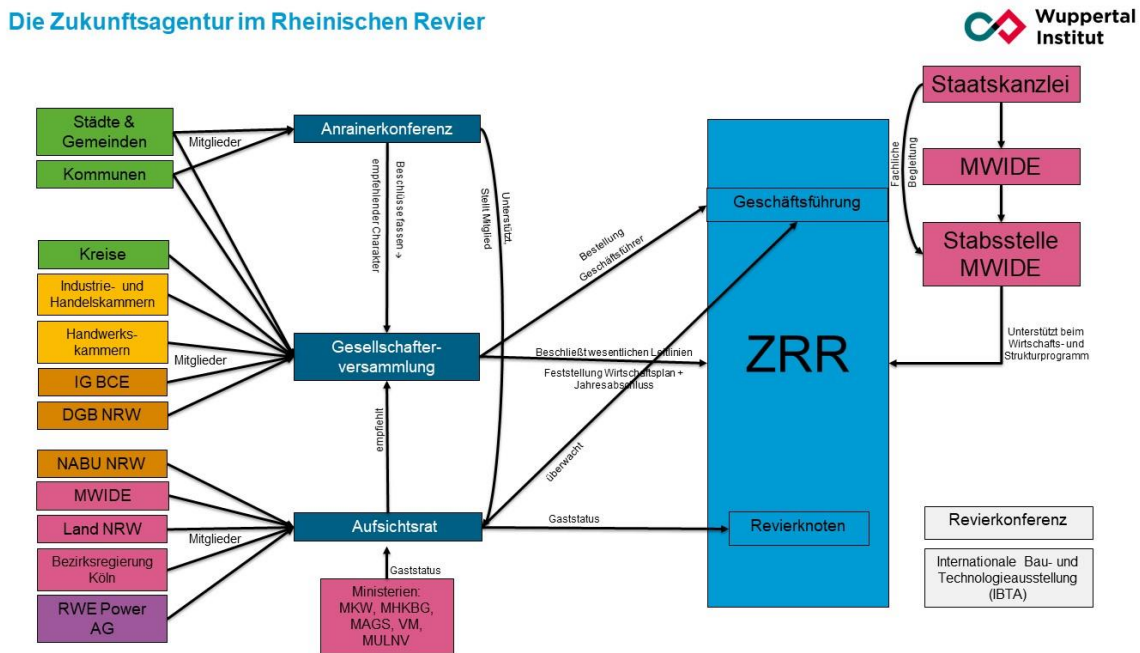 Die Zukunftsagentur im Rheinischen Revier
Wuppertal
Institut
Städte &
Gemeinden
Kommunen
Mitglieder
Anrainerkonferenz
Beschlüsse fassen →
empfehlender Charakter
Unterstützt.
Stellt Mitglied
Kreise
Industrie- und
Handelskammern
Handwerks-
kammern
IG BCE
DGB NRW
Mitglieder
Gesellschafter-
versammlung
empfiehlt
NABU NRW
MWIDE
Land NRW
Bezirksregierung
Köln
RWE Power
AG
Mitglieder
Aufsichtsrat
Gaststatus
Ministerien:
MKW, MHKBG,
MAGS, VM,
MULNV
Bestellung
Geschäftsführer
Beschließt wesentlichen Leitlinien
Feststellung Wirtschaftsplan +
Jahresabschluss
überwacht
Gaststatus
Geschäftsführung
ZRR
Revierknoten
Staatskanzlei
Fachliche
Begleitung
MWIDE
Stabsstelle
MWIDE
Unterstützt beim
Wirtschafts- und
Strukturprogramm
Revierkonferenz
Internationale Bau- und
Technologieausstellung
(IBTA)